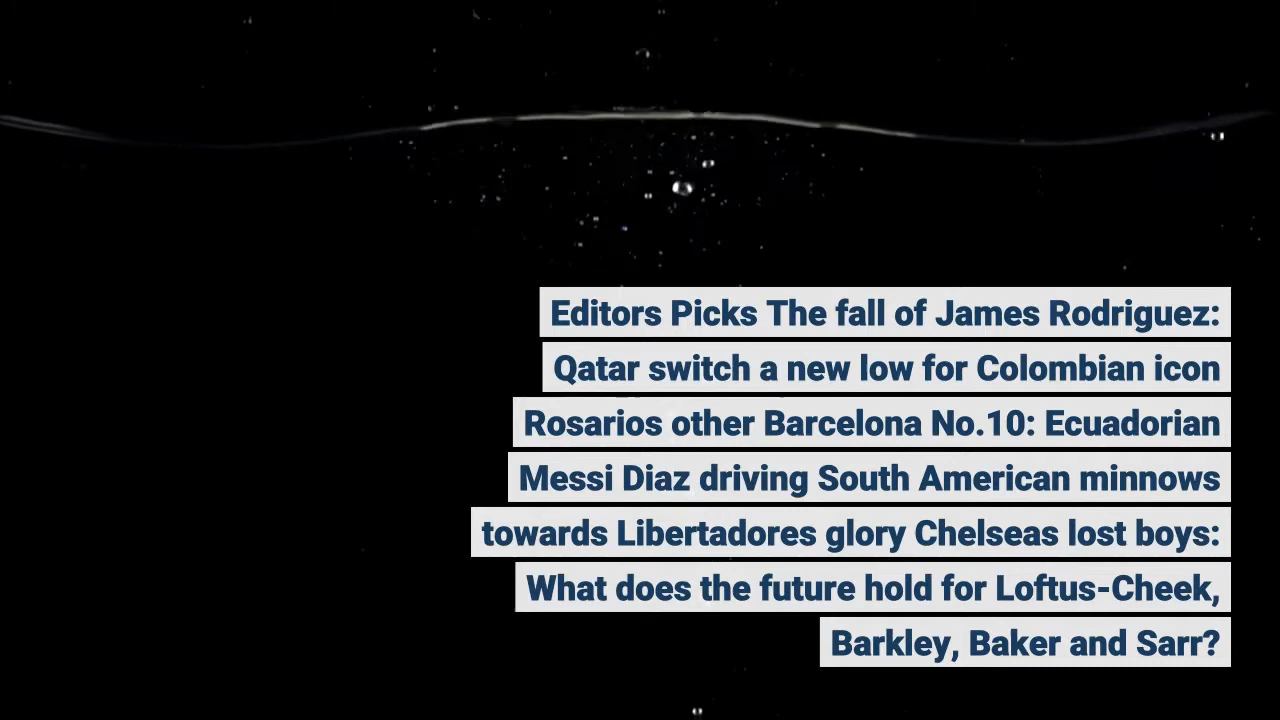 Editors Picks The fall of James Rodriguez:
Qatar switch a new low for Colombian icon
Rosarios other Barcelona No.10: Ecuadorian
Messi Diaz driving South American minnows
towards Libertadores glory Chelseas lost boys:
What does the future hold for Loftus-Cheek,
Barkley, Baker and Sarr?